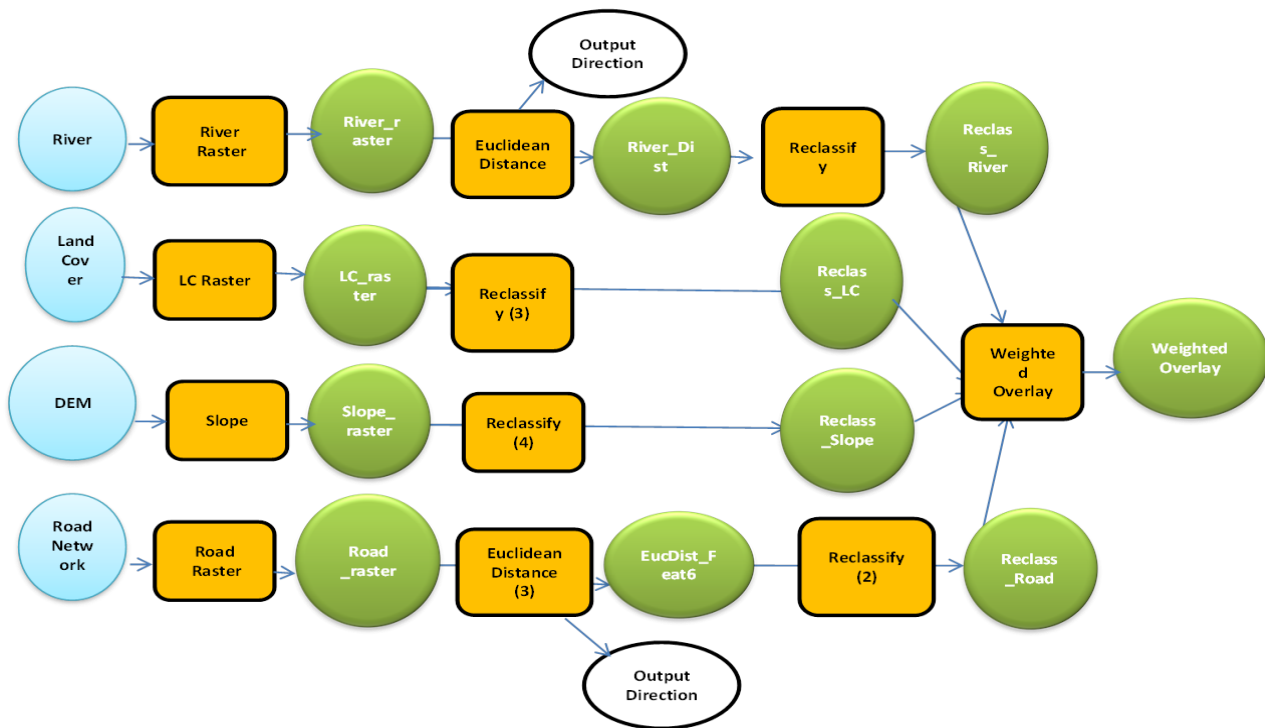 Output
Direction
River
River
Raster
River_r
aster
Euclidean
Distance
River_Di
st
Reclassif
y
Reclas
s_
River
Land
Cov
er
LC Raster
LC_ras
ter
Reclassif
y (3)
Reclas
s_LC
Weighte
d
Overlay
Weighted
Overlay
DEM
Slope
Slope_
raster
Reclassify
(4)
Reclass
_Slope
Road
Netw
ork
Road
Raster
Road
_raster
Euclidean
Distance
(3)
EucDist_F
eat6
Reclassify
(2)
Reclass
_Road
Output
Direction